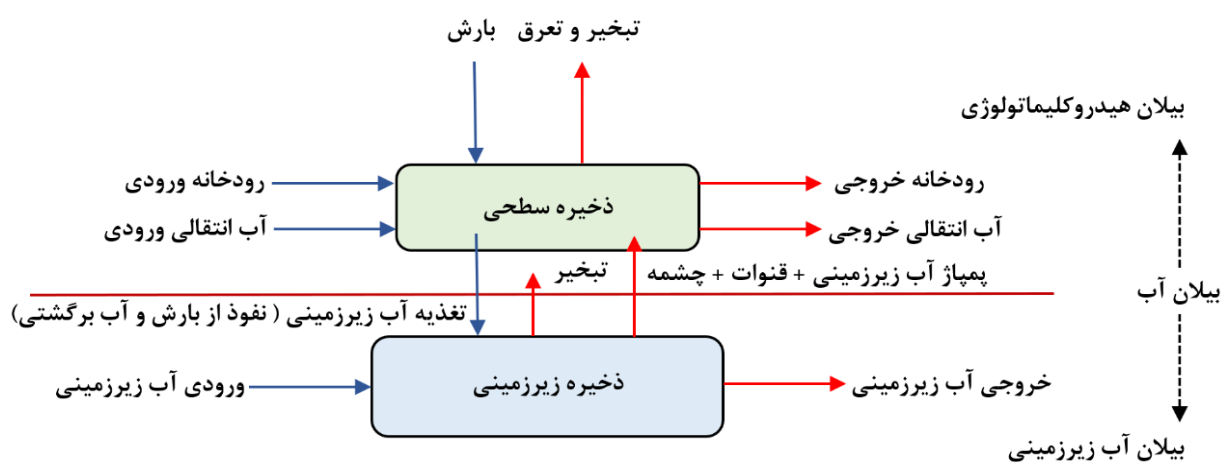 بارش
تبخیر و تعرق
بیلان هیدروکلیماتولوژی
رودخانه ورودی
ذخیره سطحی
رودخانه خروجی
آب انتقالی ورودی
آب انتقالی خروجی
تبخیر
پمپاژ آب زیرزمینی + قنوات + چشمه
بیلان آب
تغذیه آب زیرزمینی ( نفوذ از بارش و آب برگشتی)
ورودی آب زیرزمینی
ذخیره زیرزمینی
خروجی آب زیرزمینی
بیلان آب زیرزمینی